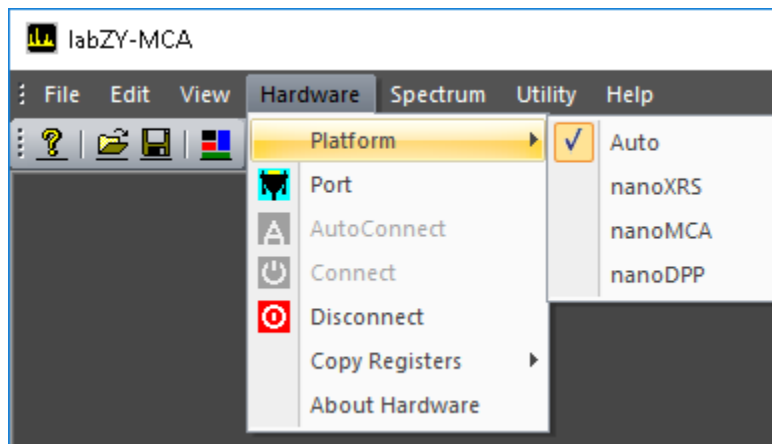 labZY-MCA
File Edit View Hardware Spectrum Utility Help
Platform
Port
AutoConnect
Connect
Disconnect
Copy Registers
About Hardware
Auto
nanoXRS
nanoMCA
nanoDPP